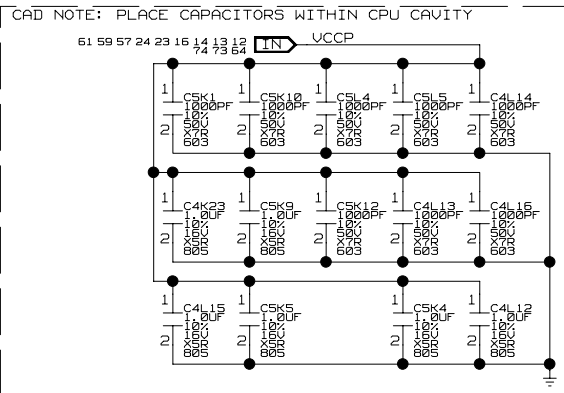 CAD NOTE: PLACE CAPACITORS WITHIN CPU CAVITY
61 59 57 24 23 16 14 13 12 IN VCCP
74 73 64
1 C5K1 1 C5K10 1 C5L4 1 C5L5 1 C4L14
1000PF 1000PF 1000PF 1000PF 1000PF
10% 10% 10% 10% 10%
50V 50V 50V 50V 50V
2 X7R 2 X7R 2 X7R 2 X7R 2 X7R
603 603 603 603 603
1 C4K23 1 C5K9 1 C5K12 1 C4L13 1 C4L16
1.0UF 1.0UF 1000PF 1000PF 1000PF
10% 10% 10% 10% 10%
16V 16V 50V 50V 50V
2 X5R 2 X5R 2 X7R 2 X7R 2 X7R
805 805 603 603 603
1 C4L15 1 C5K5 1 C5K4 1 C4L12
1.0UF 1.0UF 1.0UF 1.0UF
10% 10% 10% 10%
16V 16V 16V 16V
2 X5R 2 X5R 2 X5R 2 X5R
805 805 805 805